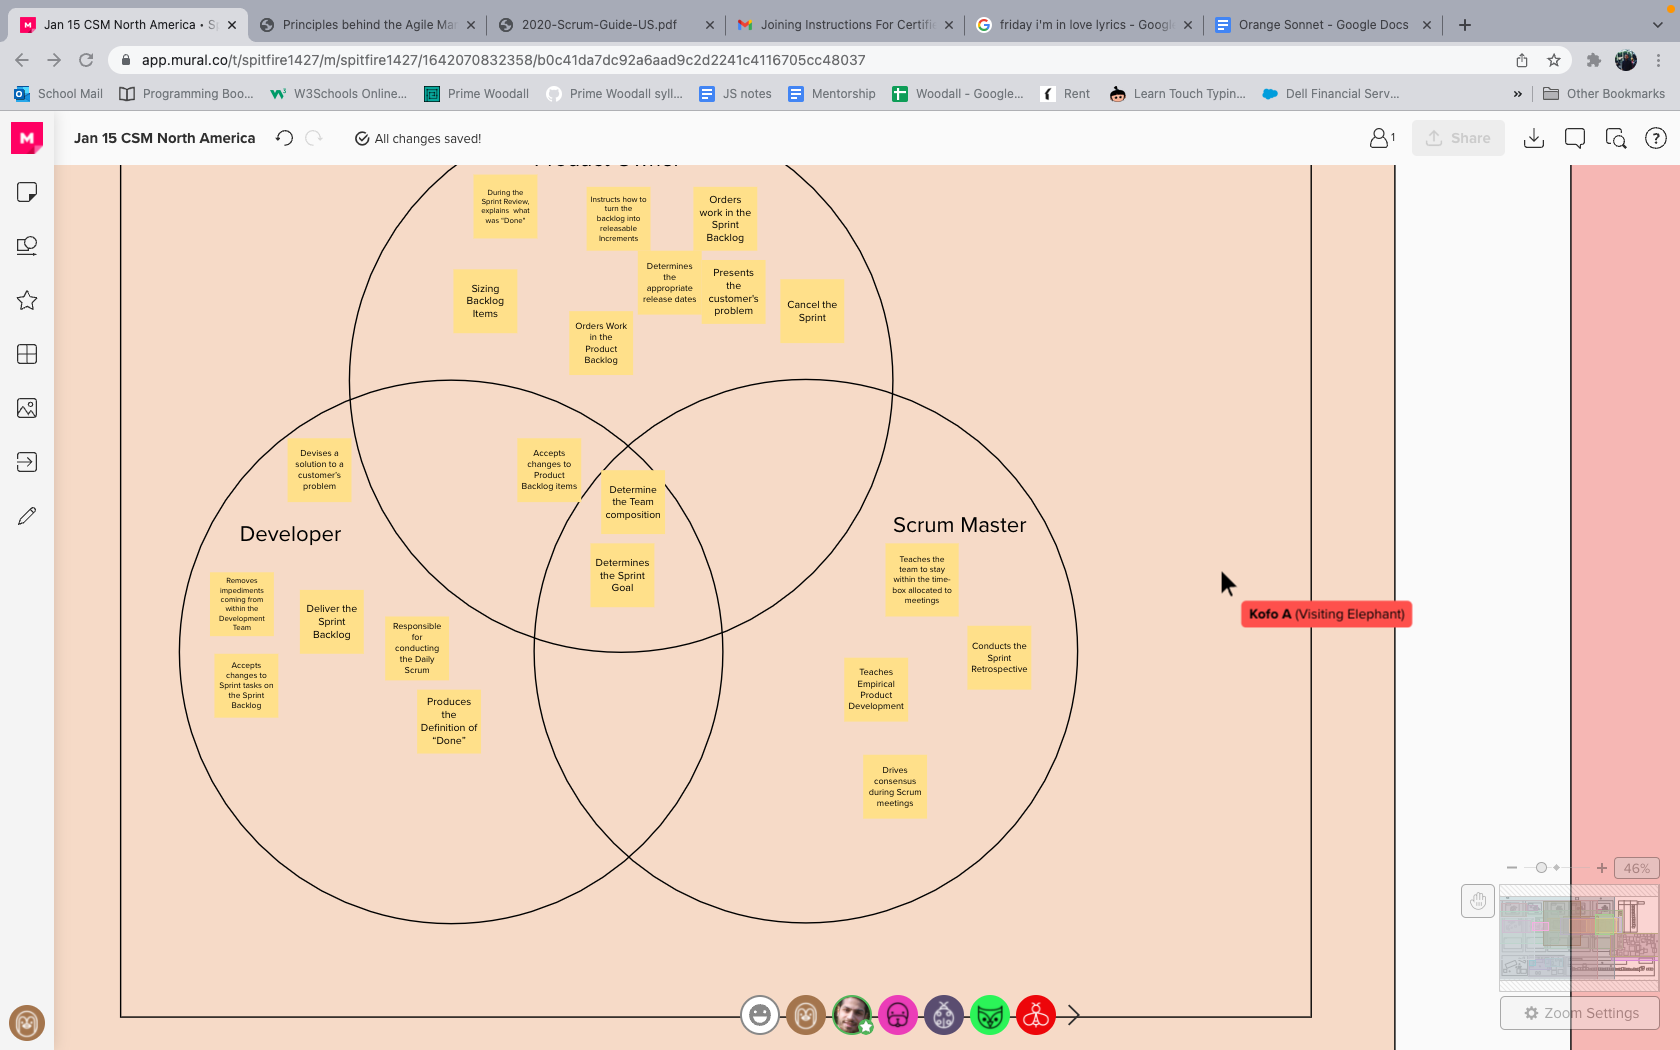 Jan 15 CSM North America • S
Principles behind the Agile Man
2020-Scrum-Guide-US.pdf
Joining Instructions For Certifi
friday i'm in love lyrics - Google
Orange Sonnet - Google Docs
app.mural.co/t/spitfire1427/m/spitfire1427/1642070832358/b0c41da7dc92a6aad9c2d2241c4116705cc48037
School Mail
Programming Boo...
W3Schools Online...
Prime Woodall
Prime Woodall syll...
JS notes
Mentorship
Woodall - Google...
Rent
Learn Touch Typin...
Dell Financial Serv...
»
Other Bookmarks
Jan 15 CSM North America
All changes saved!
1
Share
Product Owner
During the
Sprint Review,
explains what
was "Done"
Instructs how to
turn the
backlog into
releasable
Increments
Orders
work in the
Sprint
Backlog
Sizing
Backlog
Items
Determines
the
appropriate
release dates
Presents
the
customer's
problem
Cancel the
Sprint
Orders Work
in the
Product
Backlog
Devises a
solution to a
customer's
problem
Accepts
changes to
Product
Backlog items
Determine
the Team
composition
Determines
the Sprint
Goal
Developer
Removes
impediments
coming from
within the
Development
Team
Deliver the
Sprint
Backlog
Responsible
for
conducting
the Daily
Scrum
Accepts
changes to
Sprint tasks on
the Sprint
Backlog
Produces
the
Definition of
"Done"
Scrum Master
Teaches the
team to stay
within the time-
box allocated to
meetings
Conducts the
Sprint
Retrospective
Teaches
Empirical
Product
Development
Drives
consensus
during Scrum
meetings
Kofo A (Visiting Elephant)
46%
Zoom Settings